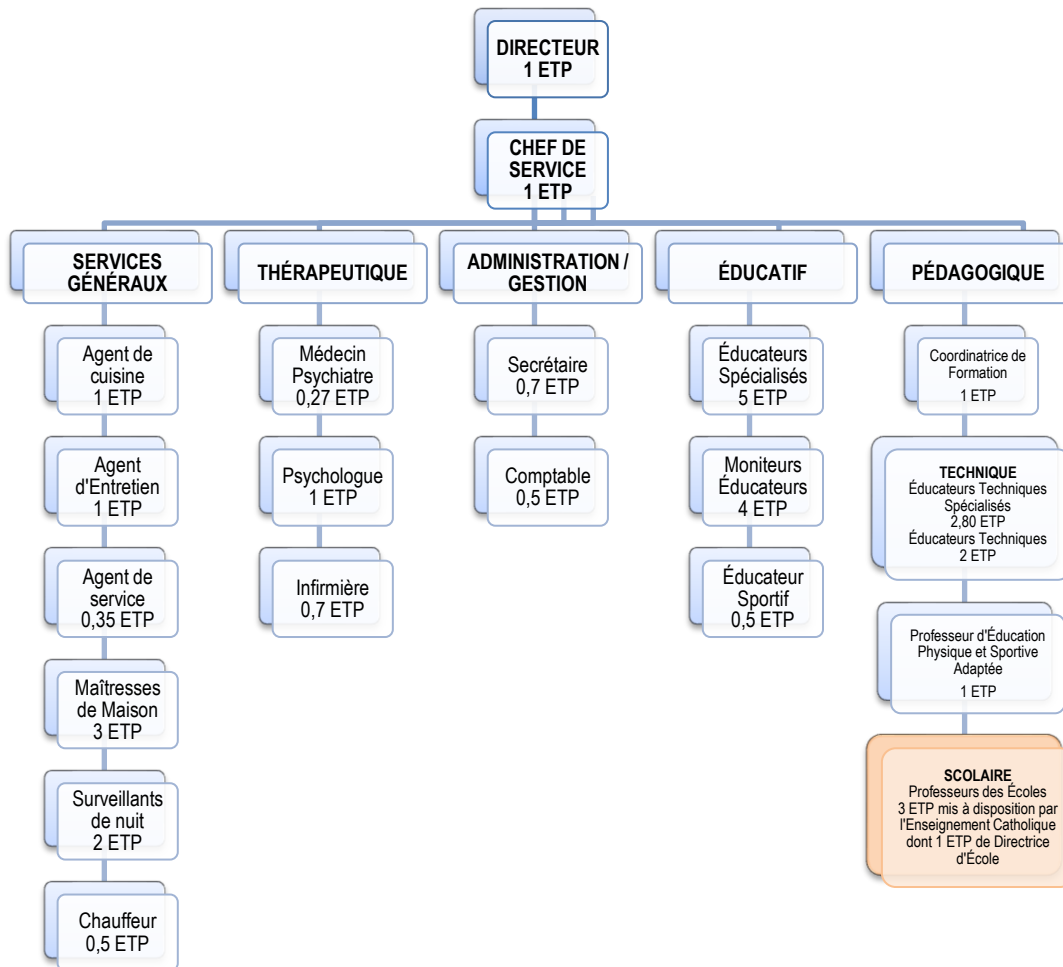 DIRECTEUR
1 ETP
CHEF DE
SERVICE
1 ETP
SERVICES
GÉNÉRAUX
Agent de
cuisine
1 ETP
Agent
d'Entretien
1 ETP
Agent de
service
0,35 ETP
Maîtresses
de Maison
3 ETP
Surveillants
de nuit
2 ETP
Chauffeur
0,5 ETP
THÉRAPEUTIQUE
Médecin
Psychiatre
0,27 ETP
Psychologue
1 ETP
Infirmière
0,7 ETP
ADMINISTRATION /
GESTION
Secrétaire
0,7 ETP
Comptable
0,5 ETP
ÉDUCATIF
Éducateurs
Spécialisés
5 ETP
Moniteurs
Éducateurs
4 ETP
Éducateur
Sportif
0,5 ETP
PÉDAGOGIQUE
Coordinatrice de
Formation
1 ETP
TECHNIQUE
Éducateurs Techniques
Spécialisés
2,80 ETP
Éducateurs Techniques
2 ETP
Professeur d'Éducation
Physique et Sportive
Adaptée
1 ETP
SCOLAIRE
Professeurs des Écoles
3 ETP mis à disposition par
l'Enseignement Catholique
dont 1 ETP de Directrice
d'École